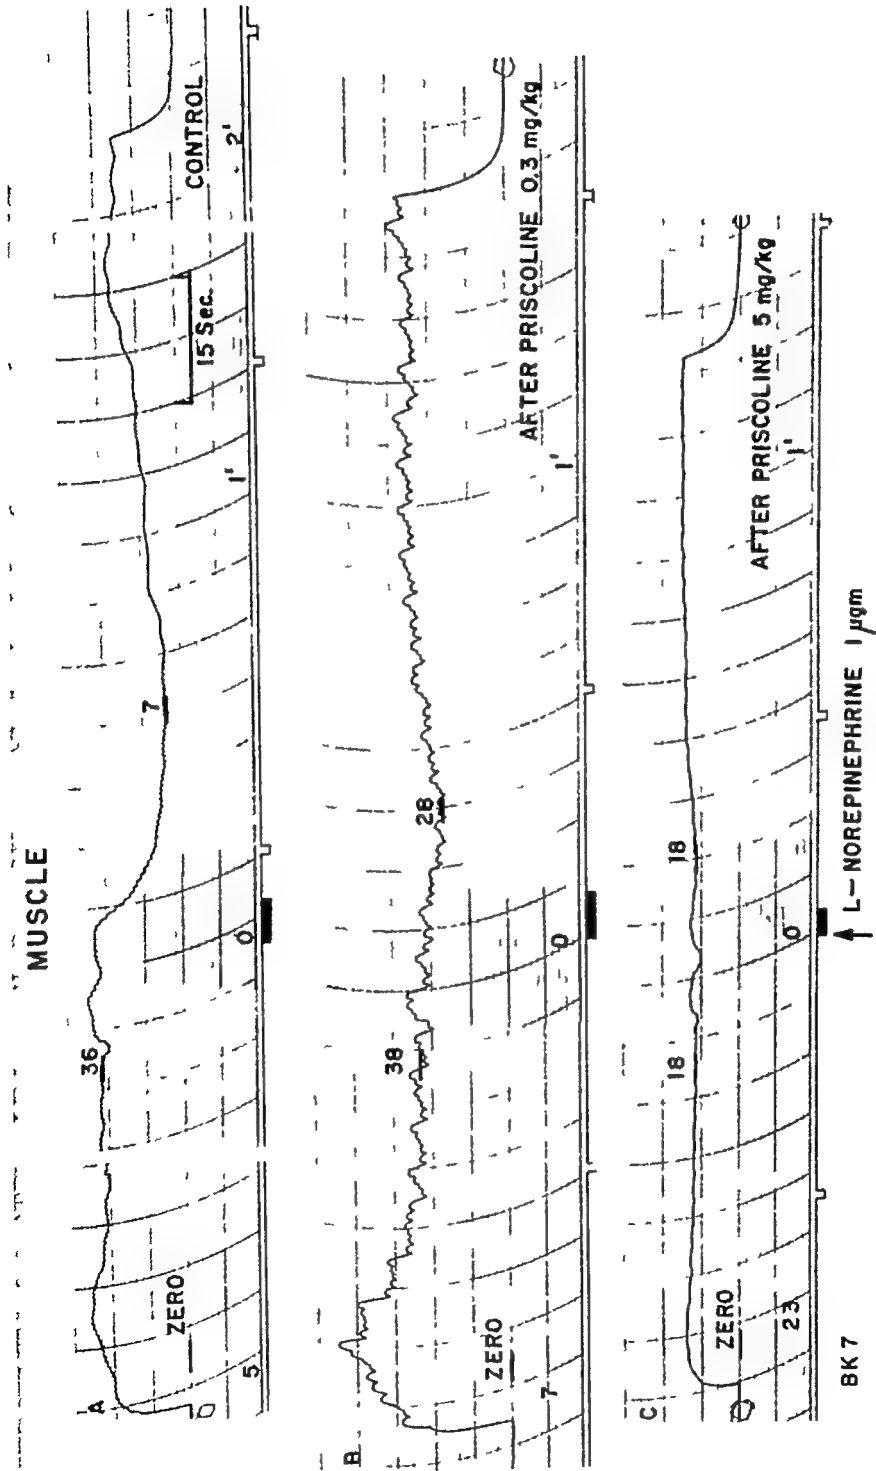 MUSCLE
A
ZERO
5
36
0
7
1'
15 Sec.
2'
CONTROL
B
ZERO
7
38
0
28
1'
AFTER PRISCOLINE 0.3 mg/kg
C
ZERO
23
18
0'
18
1'
AFTER PRISCOLINE 5 mg/kg
BK 7
L-NOREPINEPHRINE 1 µgm